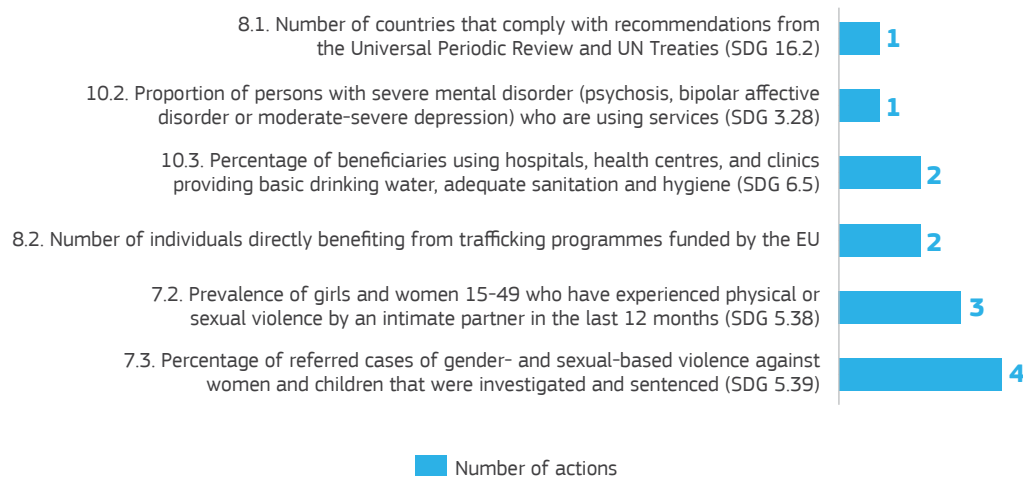 8.1. Number of countries that comply with recommendations from
the Universal Periodic Review and UN Treaties (SDG 16.2)
1
10.2. Proportion of persons with severe mental disorder (psychosis, bipolar affective
disorder or moderate-severe depression) who are using services (SDG 3.28)
1
10.3. Percentage of beneficiaries using hospitals, health centres, and clinics
providing basic drinking water, adequate sanitation and hygiene (SDG 6.5)
2
8.2. Number of individuals directly benefiting from trafficking programmes funded by the EU
2
7.2. Prevalence of girls and women 15-49 who have experienced physical or
sexual violence by an intimate partner in the last 12 months (SDG 5.38)
3
7.3. Percentage of referred cases of gender- and sexual-based violence against
women and children that were investigated and sentenced (SDG 5.39)
4
Number of actions